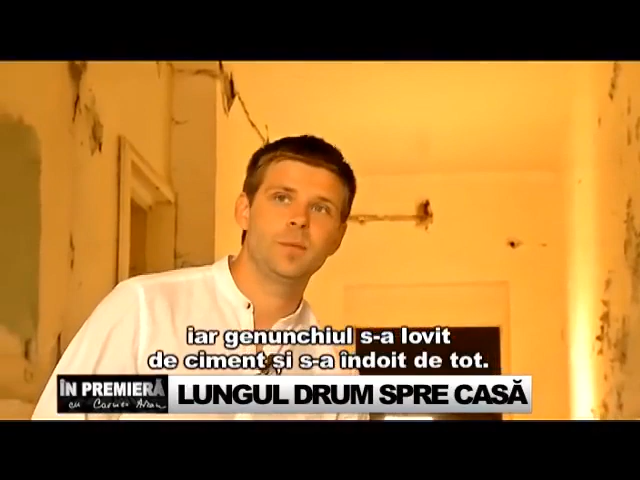 iar genunchiul s-a lovit
de ciment și s-a îndoit de tot.
ÎN PREMIERĂ
cu Carmen Avram
LUNGUL DRUM SPRE CASĂ